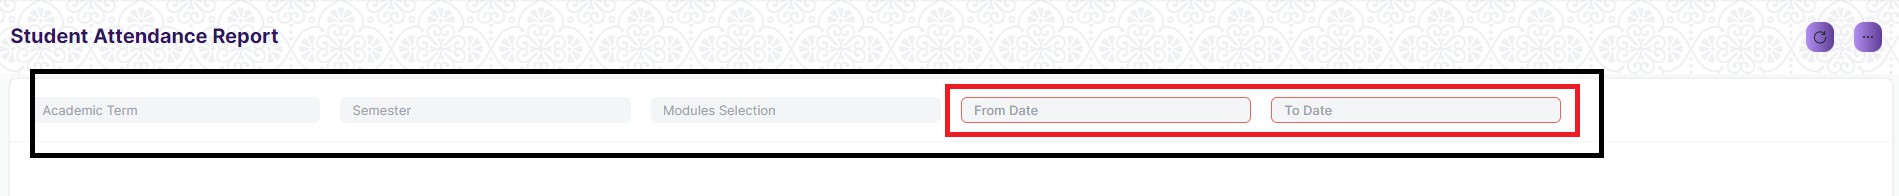 Student Attendance Report
Academic Term
Semester
Modules Selection
From Date
To Date